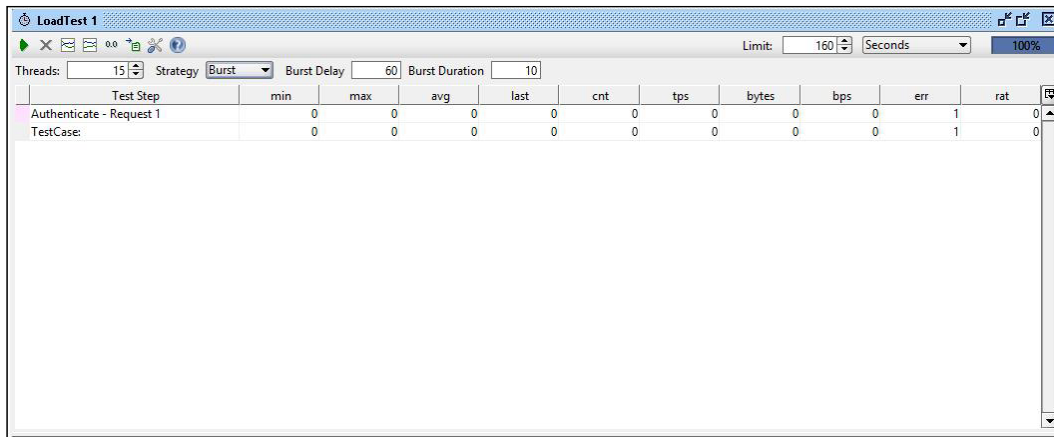 LoadTest 1
0.0 Limit: 160 Seconds 100%
Threads: 15 Strategy Burst Burst Delay 60 Burst Duration 10
Test Step min max avg last cnt tps bytes bps err rat
Authenticate - Request 1 0 0 0 0 0 0 0 0 1 0
TestCase: 0 0 0 0 0 0 0 0 1 0